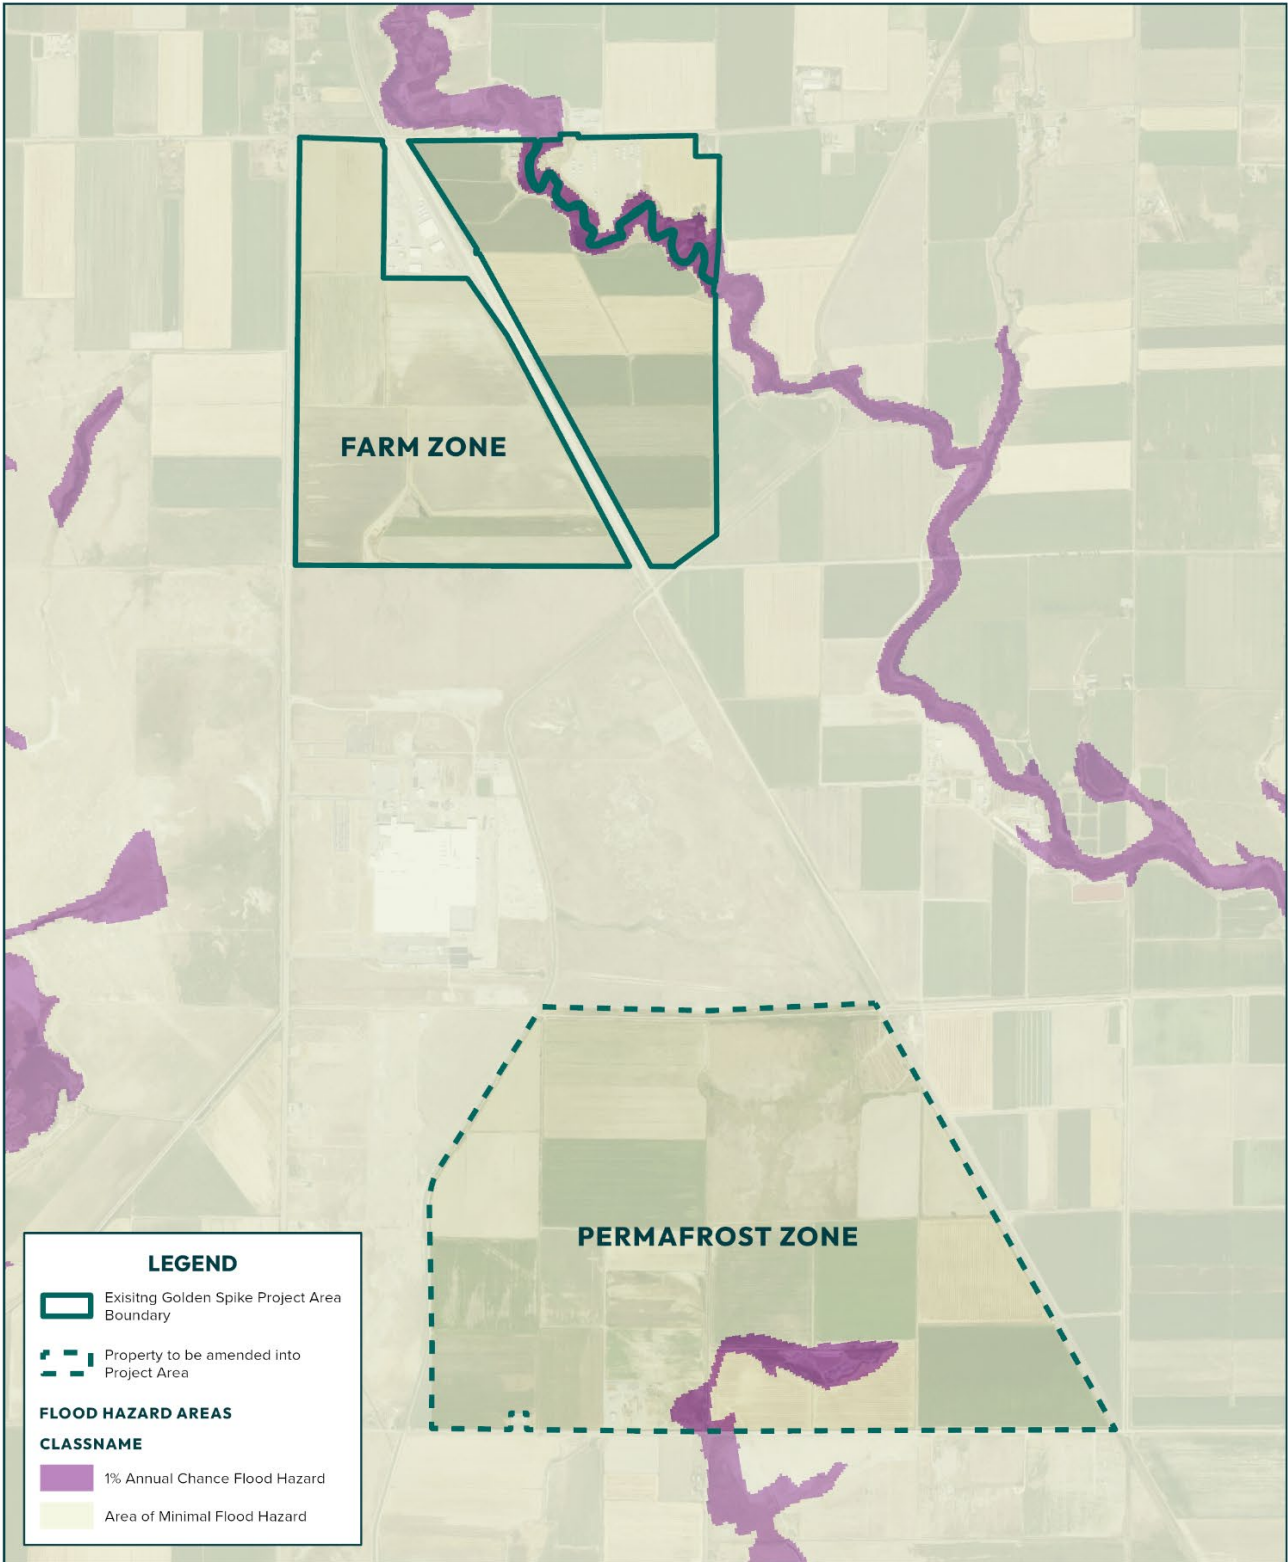 FARM ZONE
PERMAFROST ZONE
LEGEND
Exisitng Golden Spike Project Area
Boundary
Property to be amended into
Project Area
FLOOD HAZARD AREAS
CLASSNAME
1% Annual Chance Flood Hazard
Area of Minimal Flood Hazard